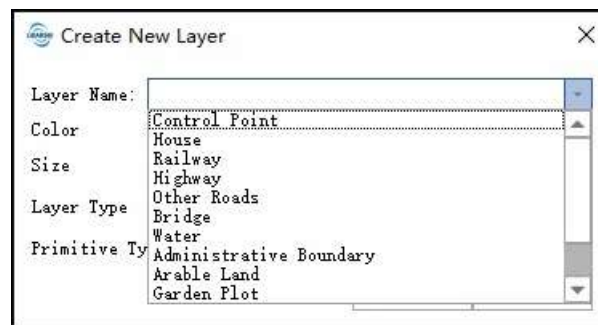 Create New Layer
Layer Name:
Control Point
Color
House
Railway
Size
Highway
Other Roads
Layer Type
Bridge
Water
Primitive Ty
Administrative Boundary
Arable Land
Garden Plot